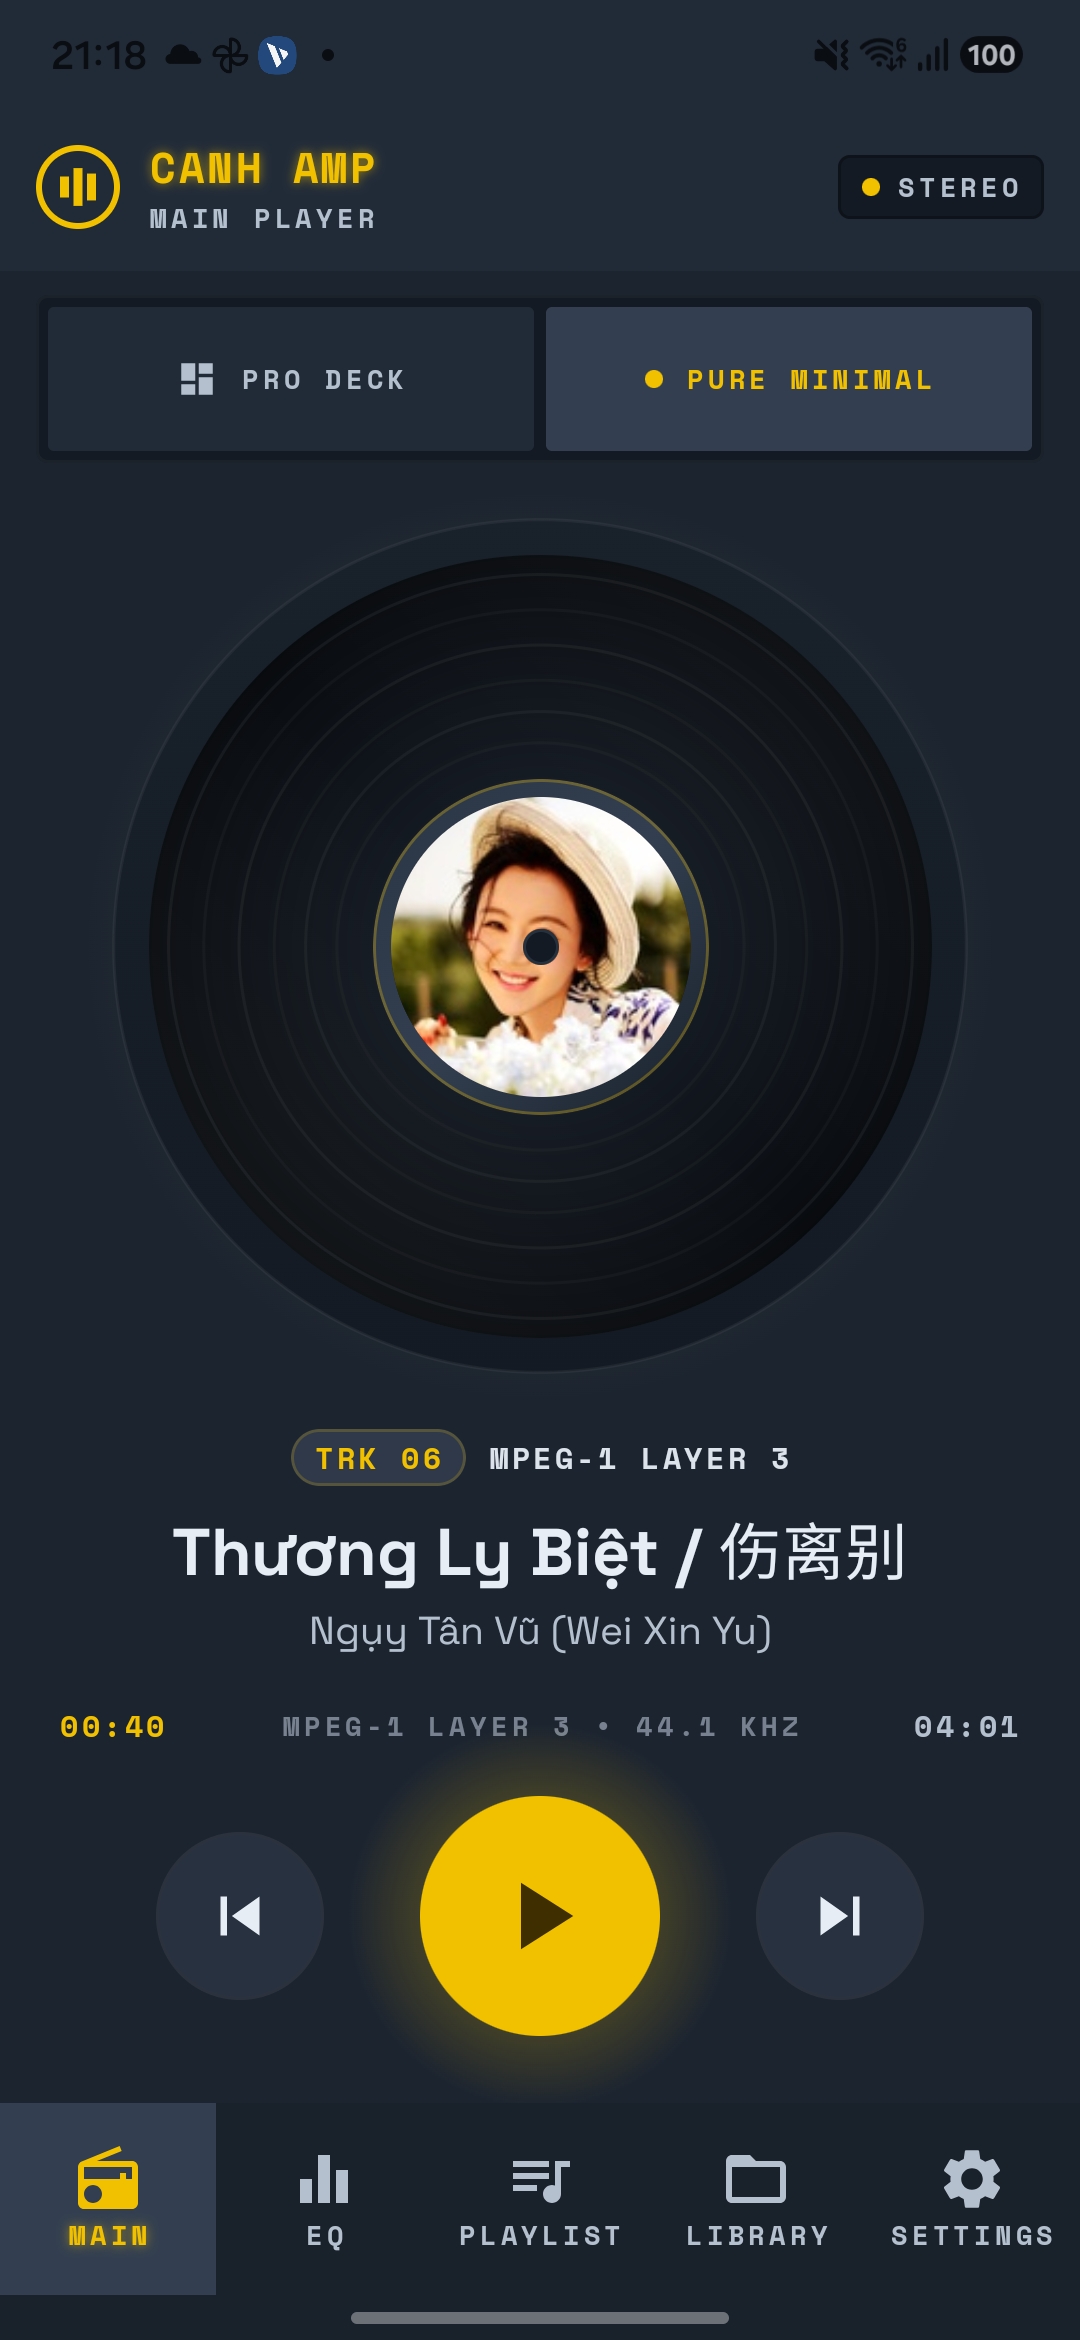 21:18
6
100
CANH AMP
MAIN PLAYER
STEREO
PRO DECK
PURE MINIMAL
TRK 06 MPEG-1 LAYER 3
Thương Ly Biệt / 伤离别
Ngụy Tân Vũ (Wei Xin Yu)
00:40 MPEG-1 LAYER 3 • 44.1 KHZ 04:01
MAIN EQ PLAYLIST LIBRARY SETTINGS